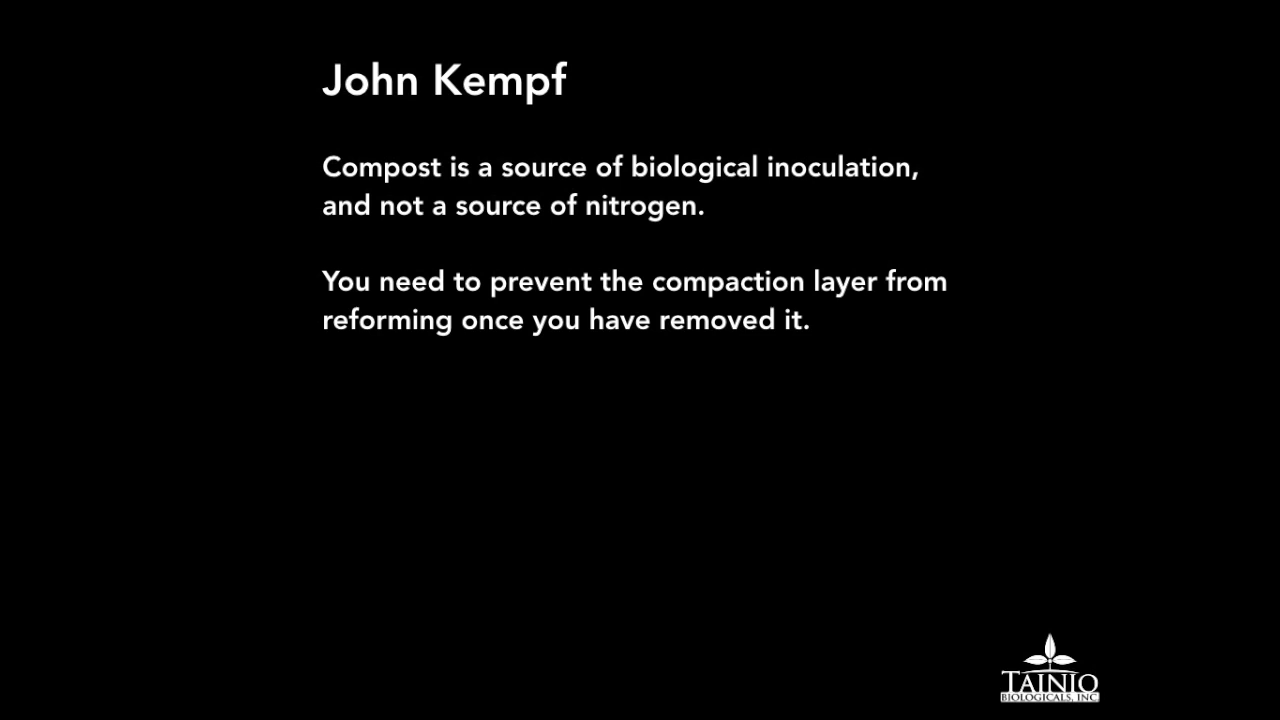 John Kempf
Compost is a source of biological inoculation,
and not a source of nitrogen.
You need to prevent the compaction layer from
reforming once you have removed it.
TAINIO
BIOLOGICALS, INC